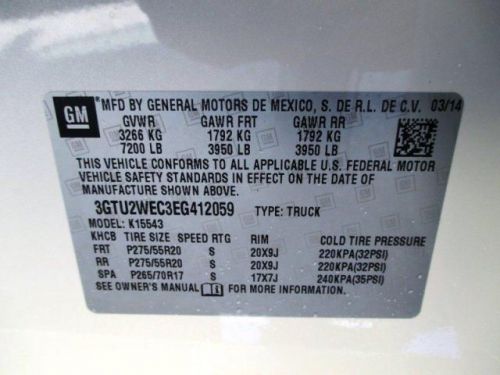 GM
MFD BY GENERAL MOTORS DE MEXICO, S. DE R.L. DE C.V. 03/14
GVWR GAWR FRT GAWR RR
3266 KG 1792 KG 1792 KG
7200 LB 3950 LB 3950 LB
THIS VEHICLE CONFORMS TO ALL APPLICABLE U.S. FEDERAL MOTOR
VEHICLE SAFETY STANDARDS IN EFFECT ON THE DATE OF
MANUFACTURE SHOWN ABOVE.
3GTU2WEC3EG412059 TYPE: TRUCK
MODEL: K15543
KHCB TIRE SIZE SPEED RTG RIM COLD TIRE PRESSURE
FRT P275/55R20 S 20X9J 220KPA(32PSI)
RR P275/55R20 S 20X9J 220KPA(32PSI)
SPA P265/70R17 S 17X7J 240KPA(35PSI)
SEE OWNER'S MANUAL FOR MORE INFORMATION